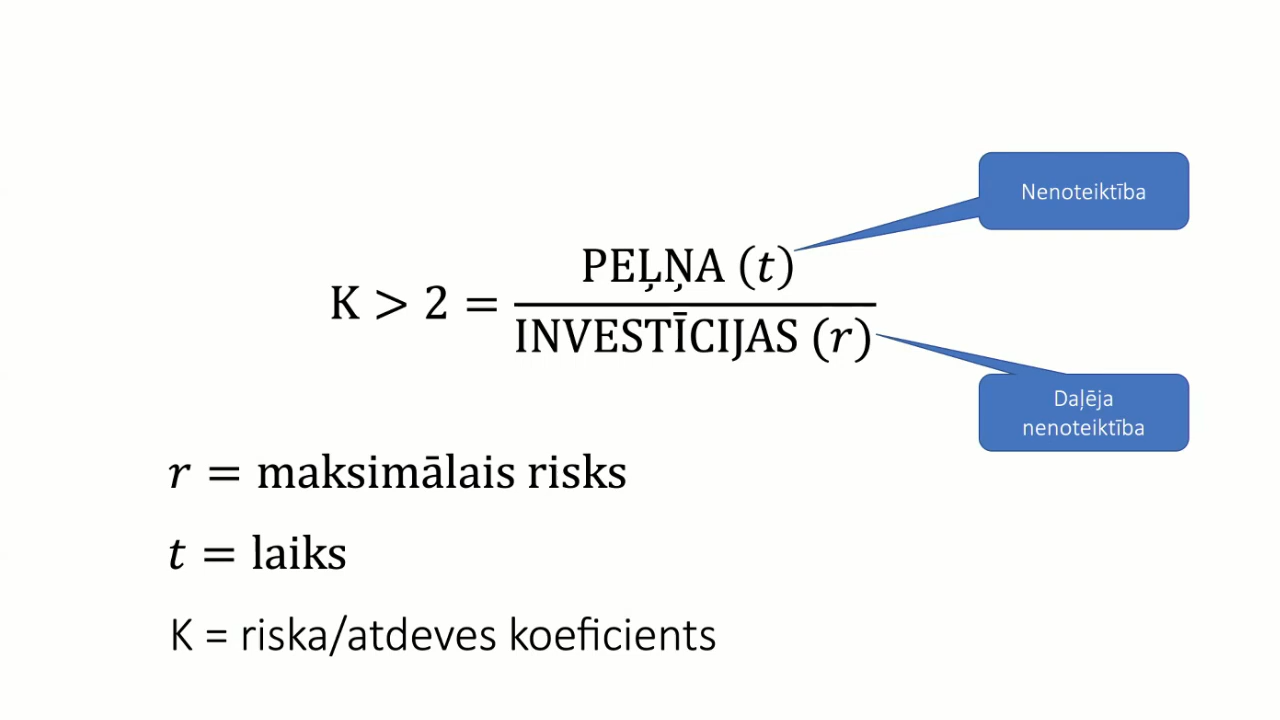 Nenoteiktība
K > 2 = PEĻŅA (t) / INVESTĪCIJAS (r)
Daļēja
nenoteiktība
r = maksimālais risks
t = laiks
K = riska/atdeves koeficients